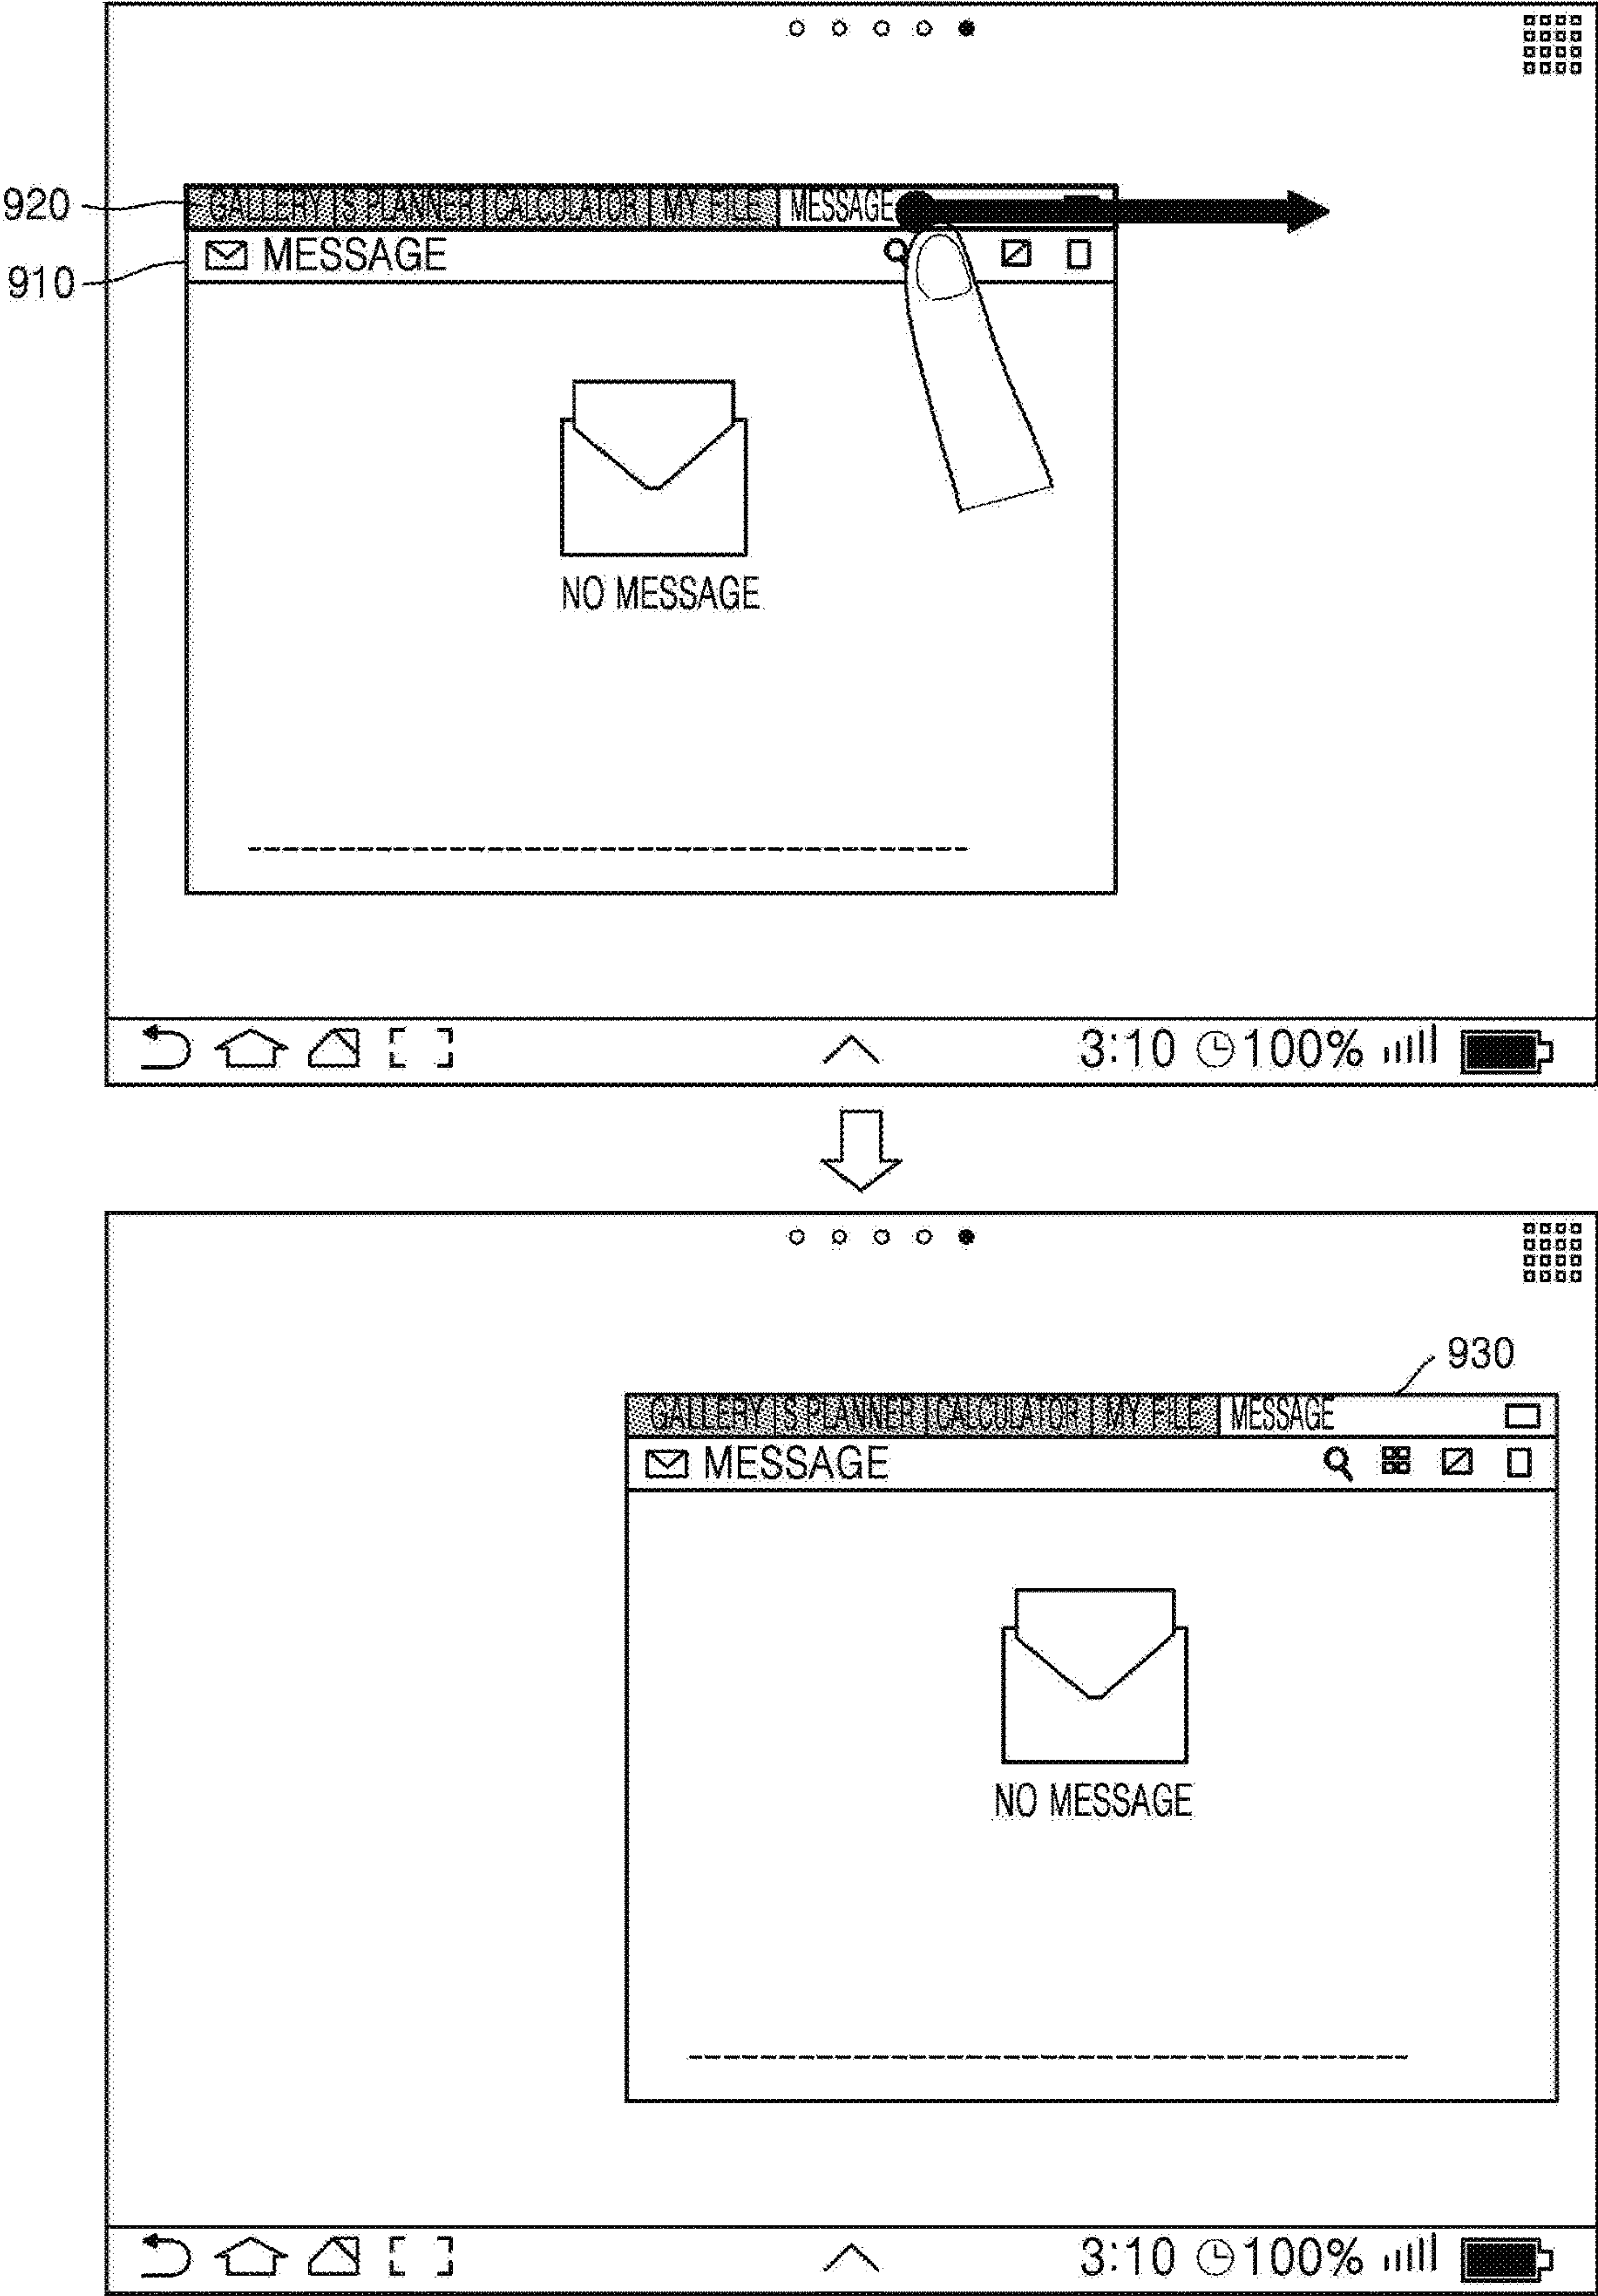 920 GALLERY | S PLANNER | CALCULATOR | MY FILE | MESSAGE
910 MESSAGE
NO MESSAGE
3:10 100%
930
GALLERY | S PLANNER | CALCULATOR | MY FILE | MESSAGE
MESSAGE
NO MESSAGE
3:10 100%